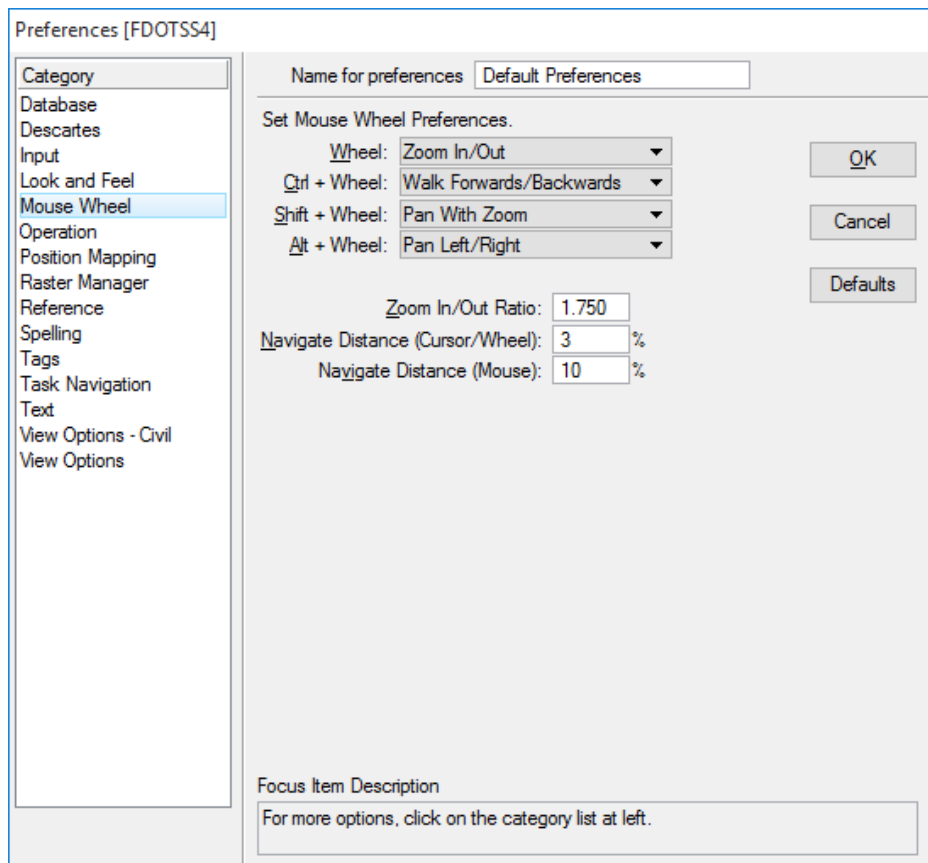 Preferences [FDOTSS4]
Category
Database
Descartes
Input
Look and Feel
Mouse Wheel
Operation
Position Mapping
Raster Manager
Reference
Spelling
Tags
Task Navigation
Text
View Options - Civil
View Options
Name for preferences Default Preferences
Set Mouse Wheel Preferences.
Wheel: Zoom In/Out
Ctrl + Wheel: Walk Forwards/Backwards
Shift + Wheel: Pan With Zoom
Alt + Wheel: Pan Left/Right
Zoom In/Out Ratio: 1.750
Navigate Distance (Cursor/Wheel): 3 %
Navigate Distance (Mouse): 10 %
OK
Cancel
Defaults
Focus Item Description
For more options, click on the category list at left.